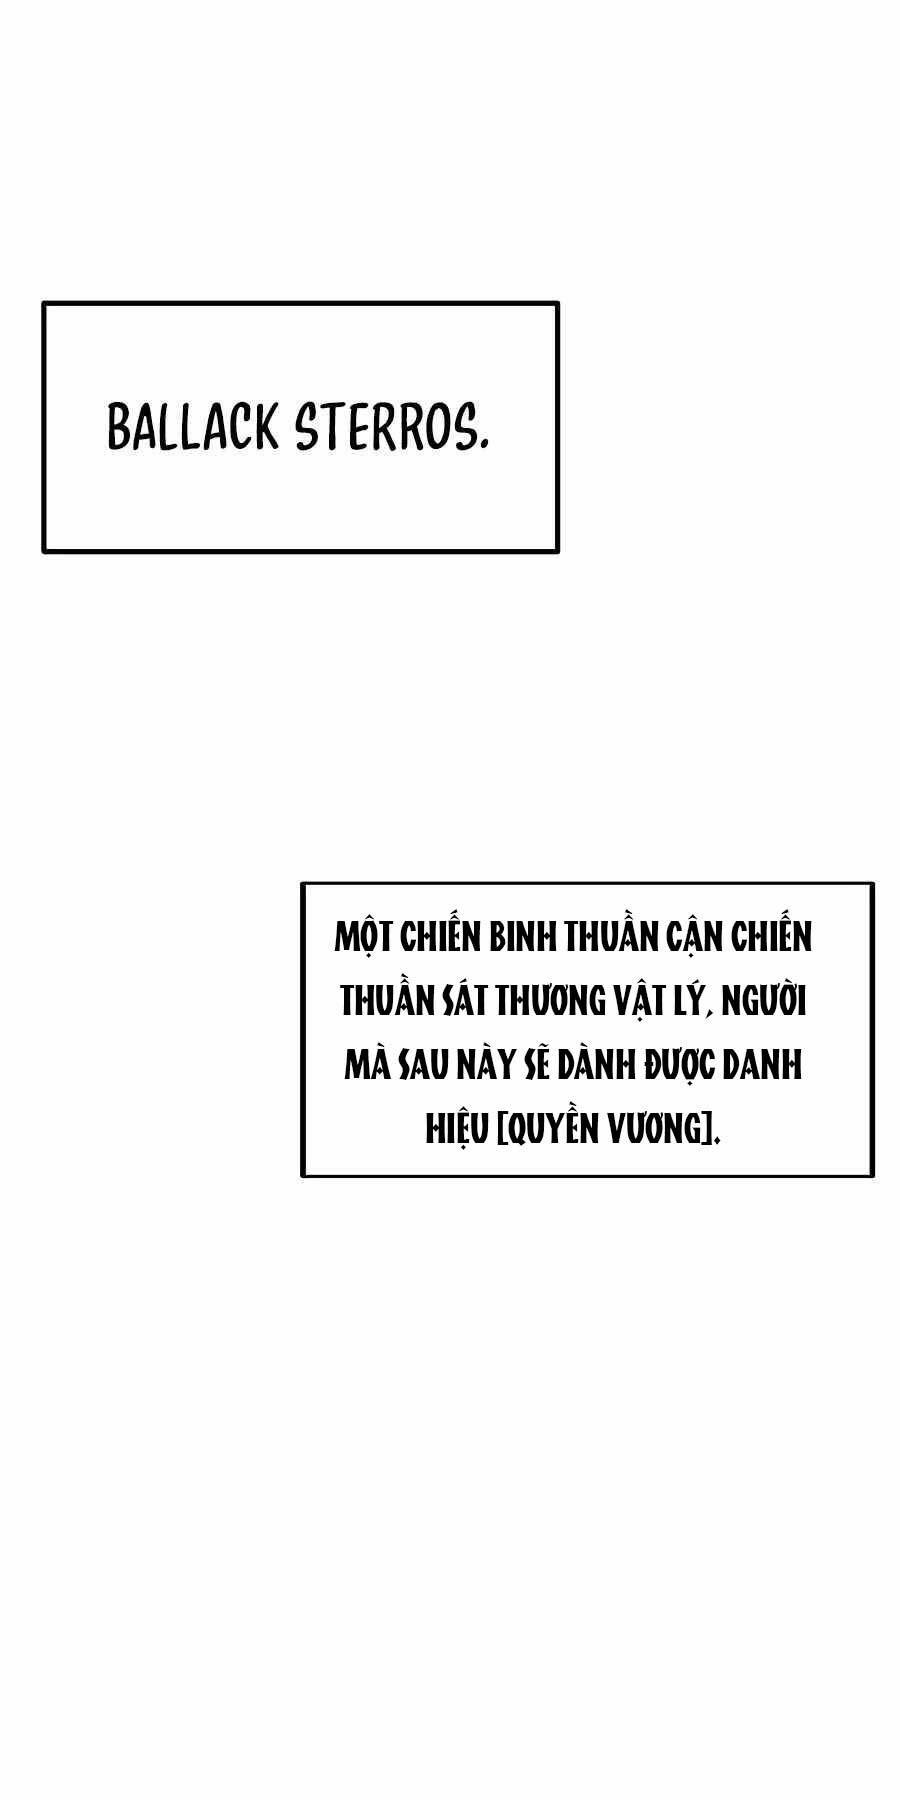 BALLACK STERROS.
MỘT CHIẾN BINH THUẦN CẬN CHIẾN
THUẦN SÁT THƯƠNG VẬT LÝ, NGƯỜI
MÀ SAU NÀY SẼ DÀNH ĐƯỢC DANH
HIỆU [QUYỀN VƯƠNG].